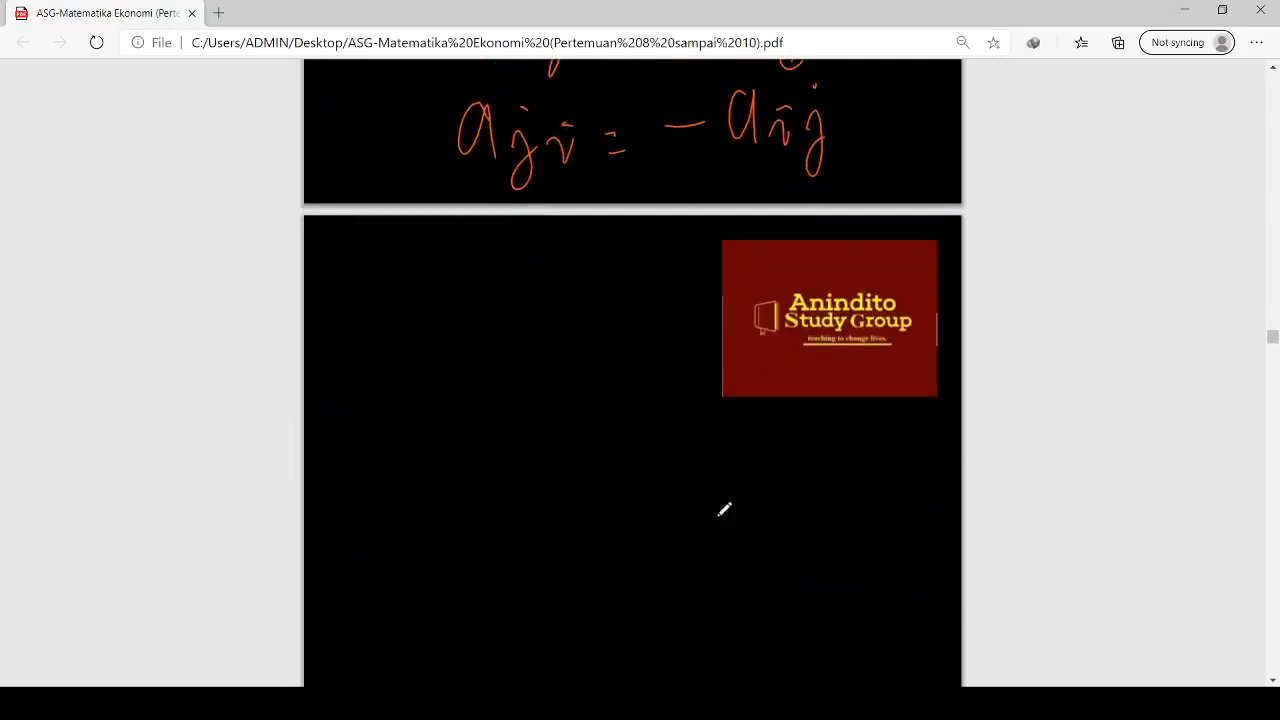 ASG-Matematika Ekonomi (Perte
File
C:/Users/ADMIN/Desktop/ASG-Matematika%20Ekonomi%20(Pertemuan%208%20sampai%2010).pdf
Not syncing
aji = - aij
Anindito
Study Group
teaching to change lives.